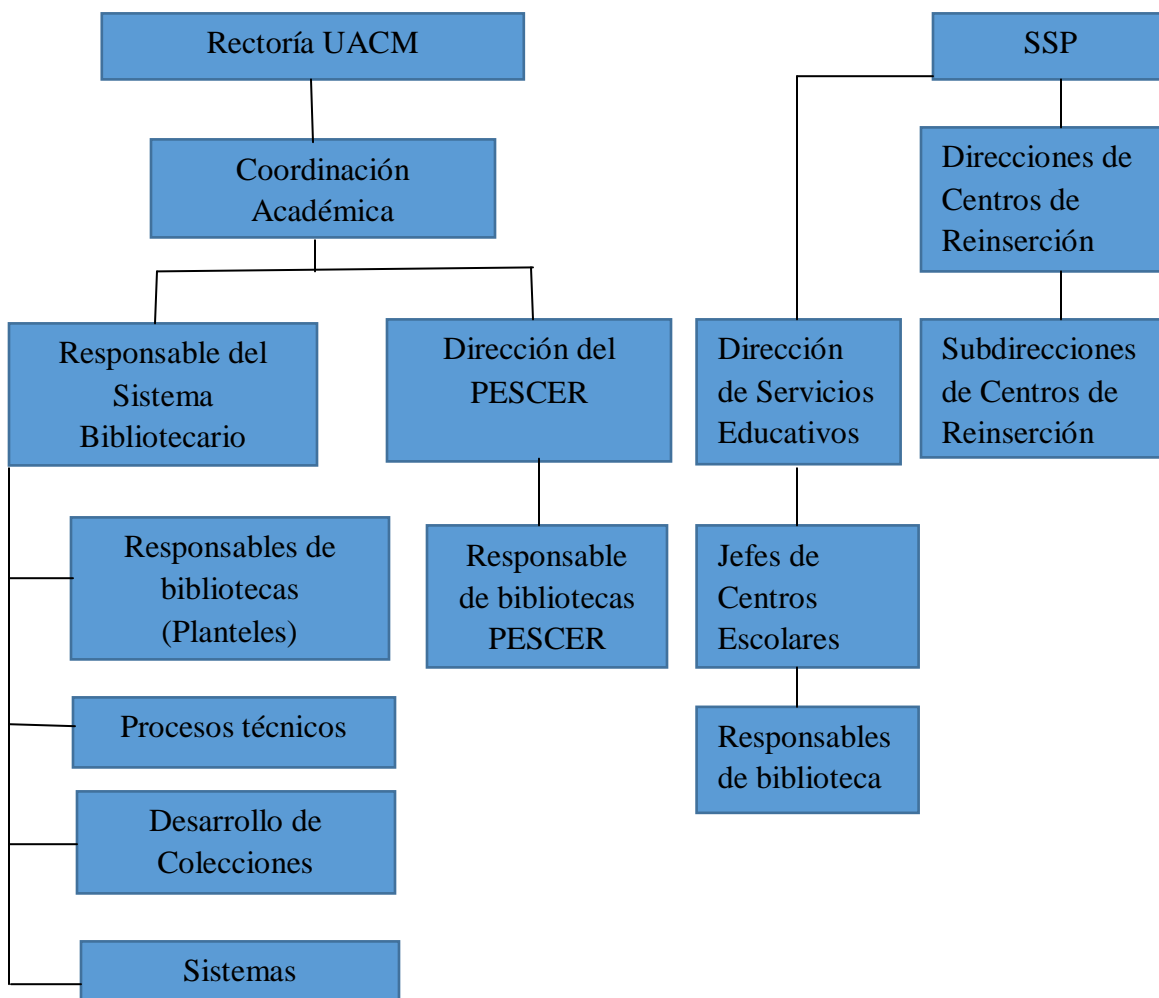 Rectoría UACM
SSP
Coordinación
Académica
Direcciones de
Centros de
Reinserción
Responsable del
Sistema
Bibliotecario
Dirección del
PESCER
Dirección
de Servicios
Educativos
Subdirecciones
de Centros de
Reinserción
Responsables de
bibliotecas
(Planteles)
Responsable
de bibliotecas
PESCER
Jefes de
Centros
Escolares
Procesos técnicos
Responsables
de biblioteca
Desarrollo de
Colecciones
Sistemas